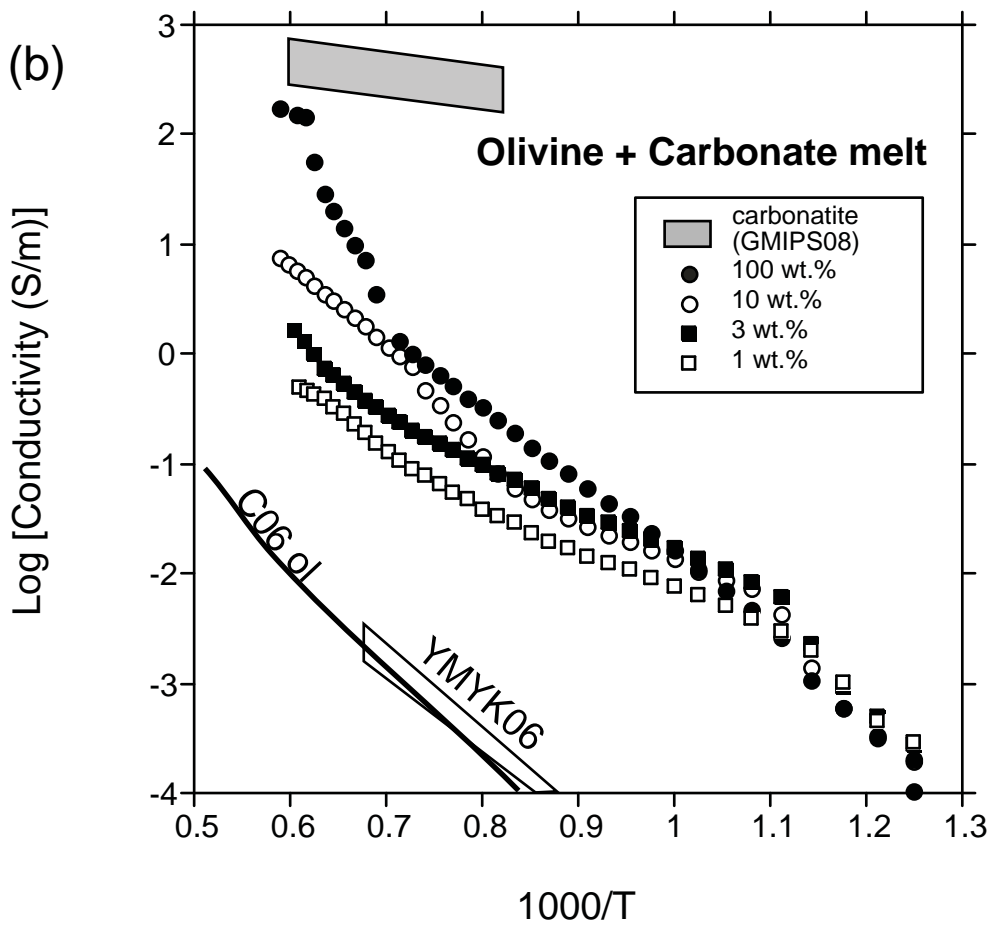 (b)
3
2
1
0
-1
-2
-3
-4
Log [Conductivity (S/m)]
Olivine + Carbonate melt
carbonatite
(GMIPS08)
100 wt.%
10 wt.%
3 wt.%
1 wt.%
C06 ol
YMYK06
0.5 0.6 0.7 0.8 0.9 1 1.1 1.2 1.3
1000/T